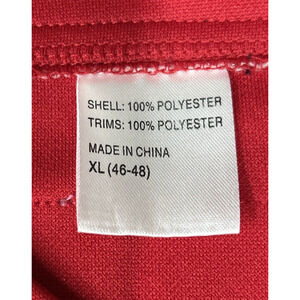 SHELL: 100% POLYESTER
TRIMS: 100% POLYESTER
MADE IN CHINA
XL (46-48)